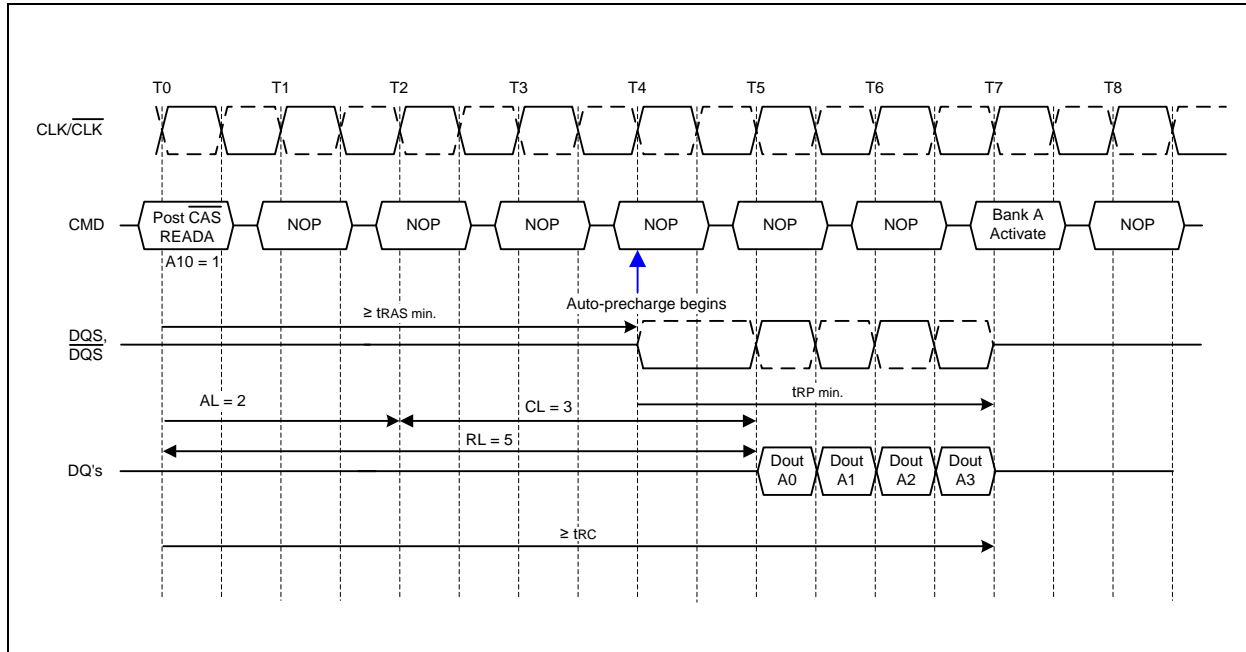 T0 T1 T2 T3 T4 T5 T6 T7 T8
CLK/CLK
CMD
Post CAS
READA
NOP
NOP
NOP
NOP
NOP
NOP
Bank A
Activate
NOP
A10 = 1
Auto-precharge begins
≥ tRAS min.
DQS,
DQS
tRP min.
AL = 2
CL = 3
RL = 5
DQ's
Dout
A0
Dout
A1
Dout
A2
Dout
A3
≥ tRC